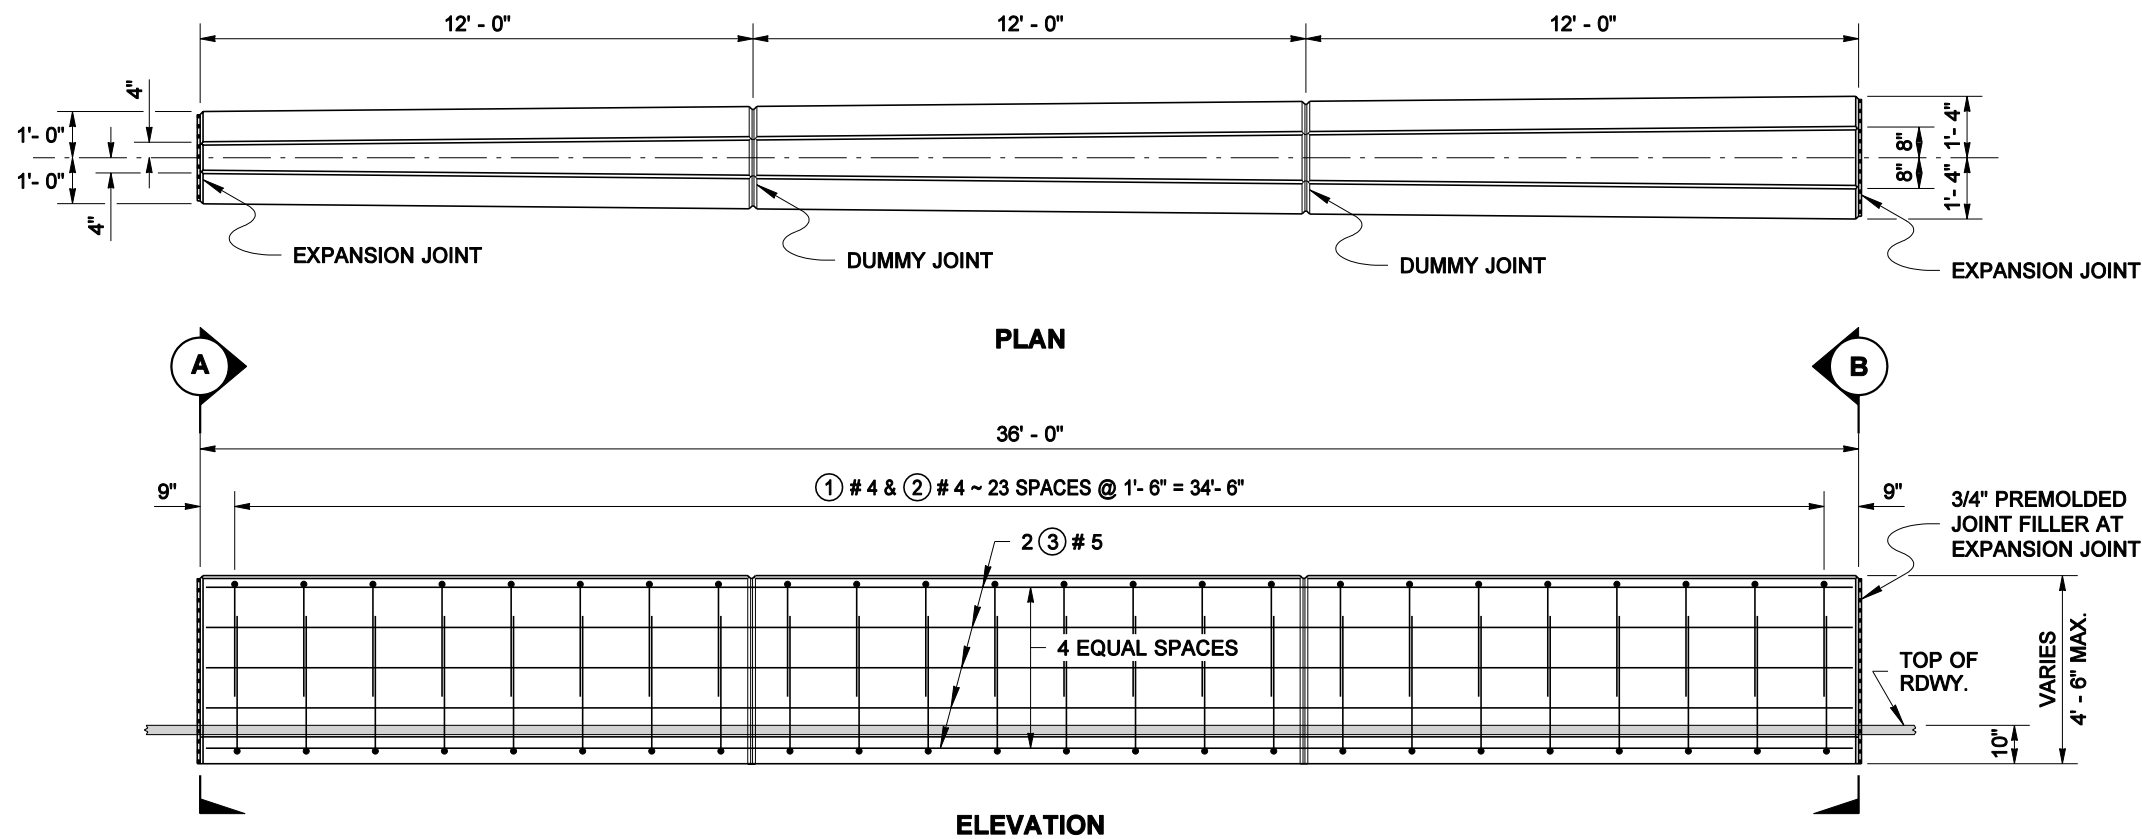 12' - 0"
12' - 0"
12' - 0"
4"
1'- 0"
1'- 0"
4"
8"
1'- 4"
8"
1'- 4"
EXPANSION JOINT
DUMMY JOINT
DUMMY JOINT
EXPANSION JOINT
PLAN
A
B
36' - 0"
9"
1 # 4 & 2 # 4 ~ 23 SPACES @ 1'- 6" = 34'- 6"
9"
3/4" PREMOLDED
JOINT FILLER AT
EXPANSION JOINT
2 3 # 5
4 EQUAL SPACES
TOP OF
RDWY.
VARIES
4' - 6" MAX.
10"
ELEVATION